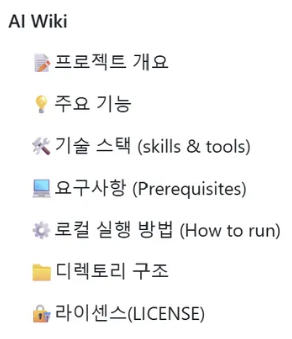 AI Wiki
📝프로젝트 개요
💡주요 기능
🛠️기술 스택 (skills & tools)
💻요구사항 (Prerequisites)
⚙️로컬 실행 방법 (How to run)
📁디렉토리 구조
🔐라이센스(LICENSE)